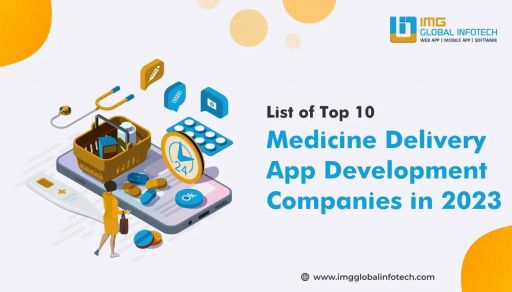 IMG
GLOBAL INFOTECH
WEB APP | MOBILE APP | SOFTWARE
List of Top 10
Medicine Delivery
App Development
Companies in 2023
24
OK
www.imgglobalinfotech.com